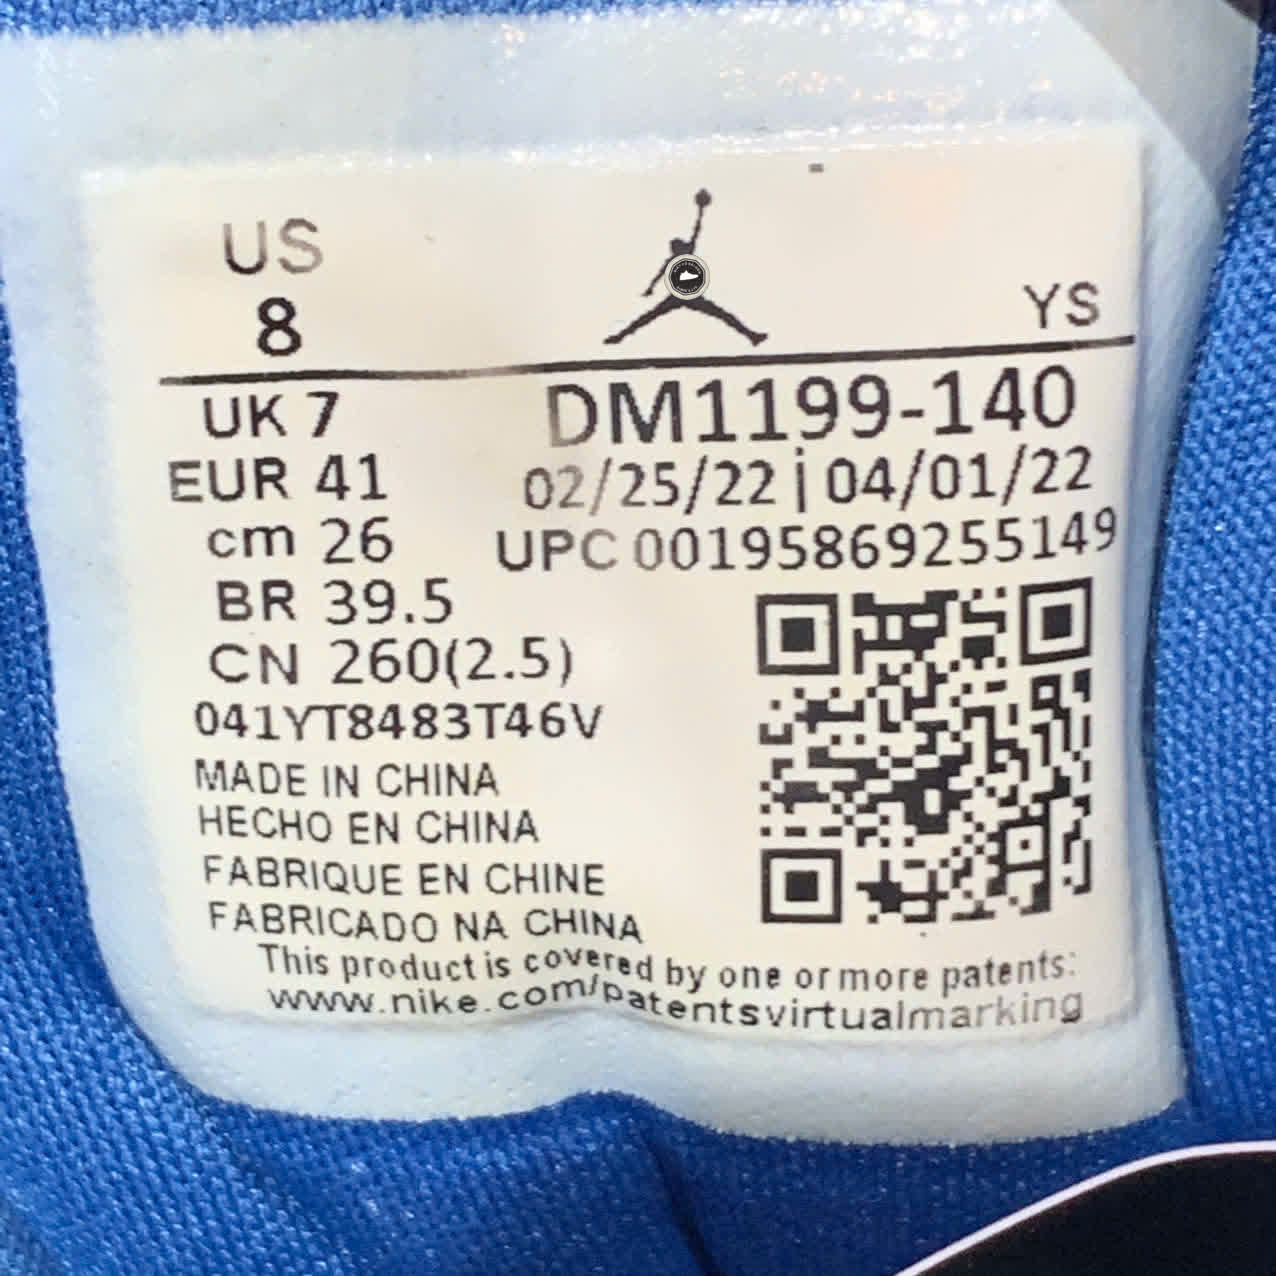 US
8
YS
UK 7
DM1199-140
EUR 41
02/25/22 | 04/01/22
cm 26
UPC 00195869255149
BR 39.5
CN 260(2.5)
041YT8483T46V
MADE IN CHINA
HECHO EN CHINA
FABRIQUE EN CHINE
FABRICADO NA CHINA
This product is covered by one or more patents:
www.nike.com/patentsvirtualmarking